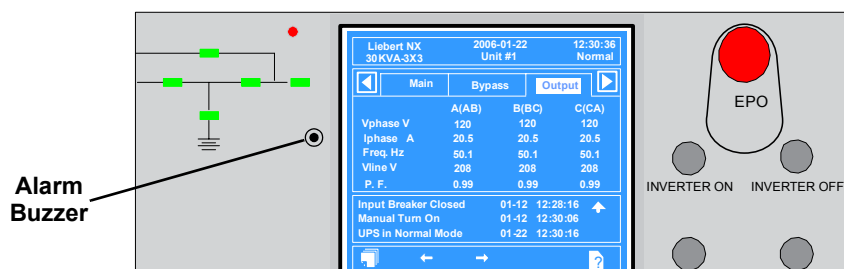 Liebert NX 2006-01-22 12:30:36
30KVA-3X3 Unit #1 Normal
Main Bypass Output
A(AB) B(BC) C(CA)
Vphase V 120 120 120
Iphase A 20.5 20.5 20.5
Freq. Hz 50.1 50.1 50.1
Vline V 208 208 208
P. F. 0.99 0.99 0.99
Input Breaker Closed 01-12 12:28:16
Manual Turn On 01-12 12:30:06
UPS in Normal Mode 01-22 12:30:16
?
EPO
INVERTER ON INVERTER OFF
Alarm
Buzzer